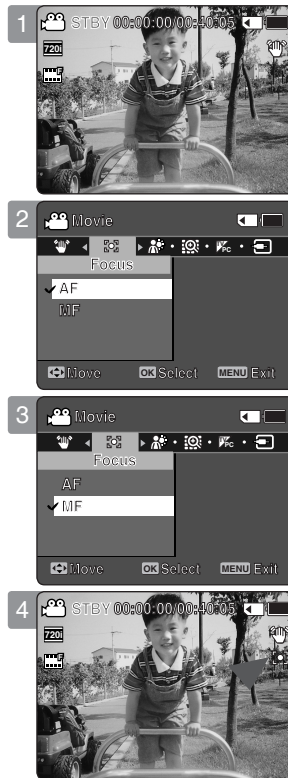 1
STBY 00:00:00/00:40:05
720i
F
2
Movie
PC
Focus
AF
MF
Move OK Select MENU Exit
3
Movie
PC
Focus
AF
MF
Move OK Select MENU Exit
4
STBY 00:00:00/00:40:05
720i
F